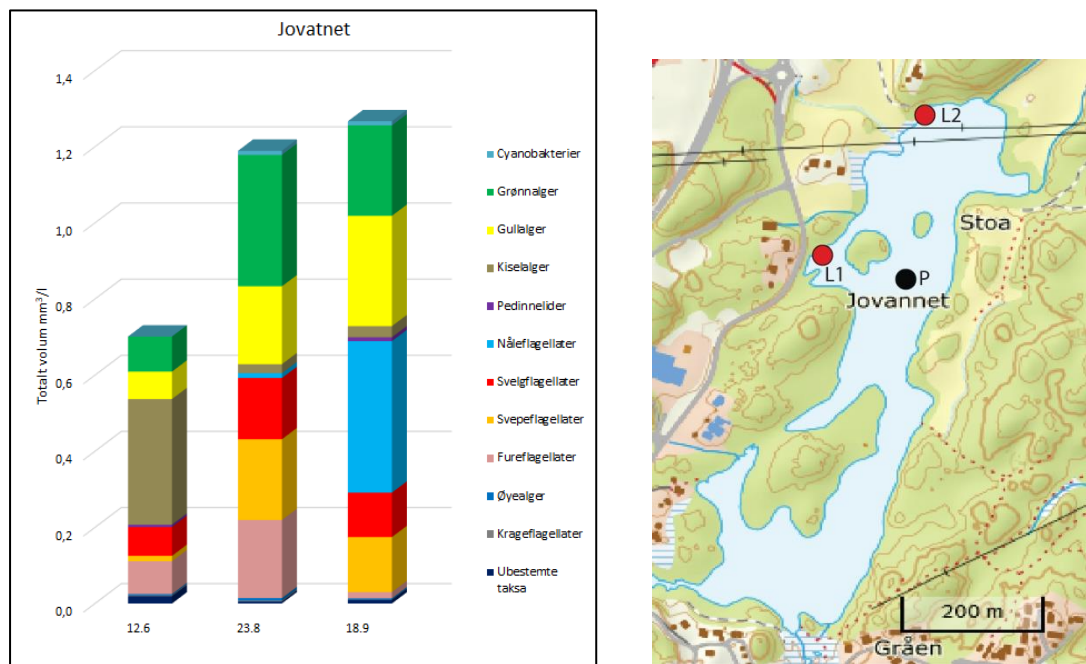 Jovatnet
Totalt volum mm³/l
1,4
1,2
1,0
0,8
0,6
0,4
0,2
0,0
12.6
23.8
18.9
Cyanobakterier
Grønnalger
Gullalger
Kiselalger
Pedinnelider
Nåleflagellater
Svelgflagellater
Svepeflagellater
Fureflagellater
Øyealger
Krageflagellater
Ubestemte
taksa
L2
Stoa
L1
P
Jovannet
200 m
Gråen